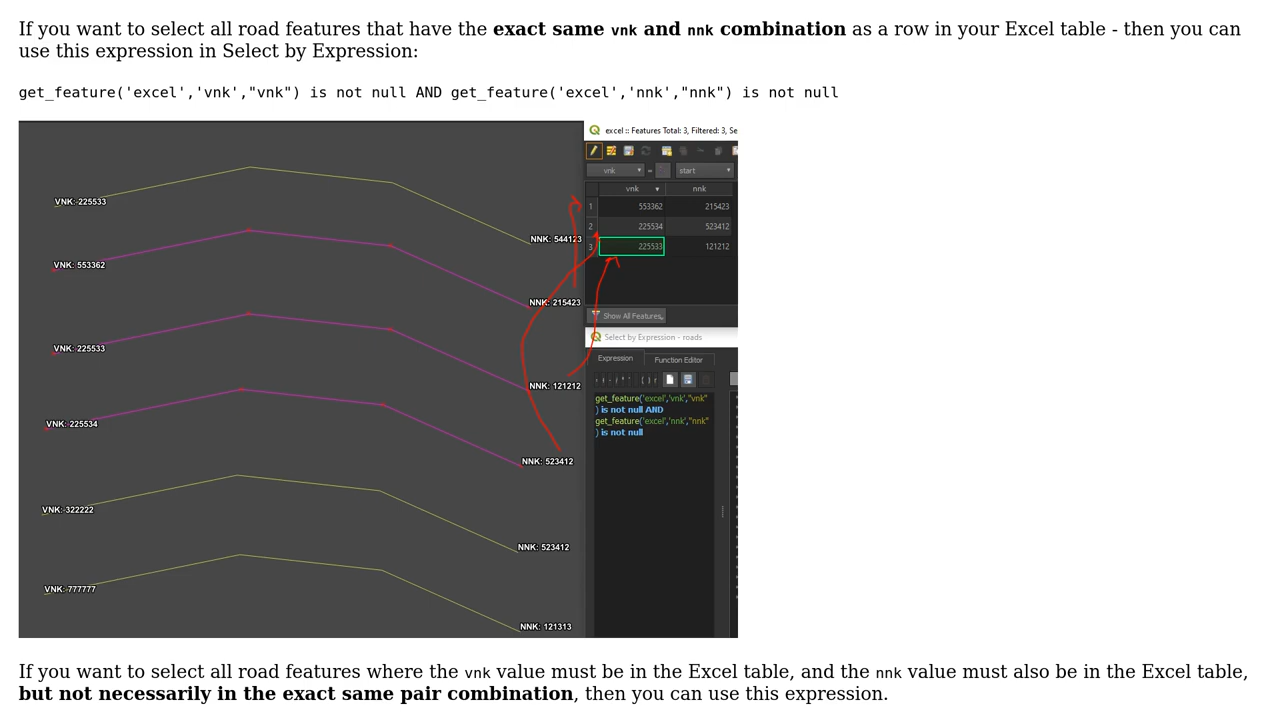 If you want to select all road features that have the exact same vnk and nnk combination as a row in your Excel table - then you can
use this expression in Select by Expression:
get_feature('excel','vnk',"vnk") is not null AND get_feature('excel','nnk',"nnk") is not null
excel :: Features Total: 3, Filtered: 3, Se
vnk = start
vnk nnk
1 553362 215423
2 225534 523412
3 225533 121212
Show All Features
Select by Expression - roads
Expression Function Editor
get_feature('excel','vnk',"vnk"
) is not null AND
get_feature('excel','nnk',"nnk"
) is not null
VNK: 225533
NNK: 544123
VNK: 553362
NNK: 215423
VNK: 225533
NNK: 121212
VNK: 225534
NNK: 523412
VNK: 322222
NNK: 523412
VNK: 777777
NNK: 121313
If you want to select all road features where the vnk value must be in the Excel table, and the nnk value must also be in the Excel table,
but not necessarily in the exact same pair combination, then you can use this expression.